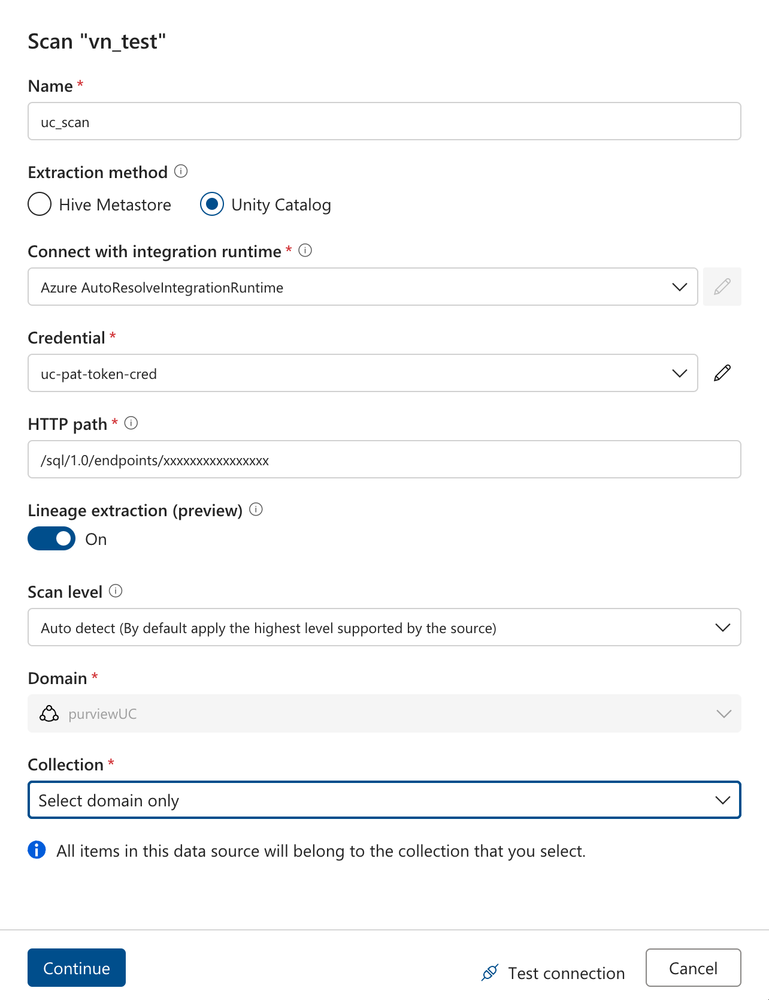 Scan "vn_test"
Name *
uc_scan
Extraction method
Hive Metastore Unity Catalog
Connect with integration runtime *
Azure AutoResolveIntegrationRuntime
Credential *
uc-pat-token-cred
HTTP path *
/sql/1.0/endpoints/xxxxxxxxxxxxxxxx
Lineage extraction (preview)
On
Scan level
Auto detect (By default apply the highest level supported by the source)
Domain *
purviewUC
Collection *
Select domain only
All items in this data source will belong to the collection that you select.
Continue Test connection Cancel